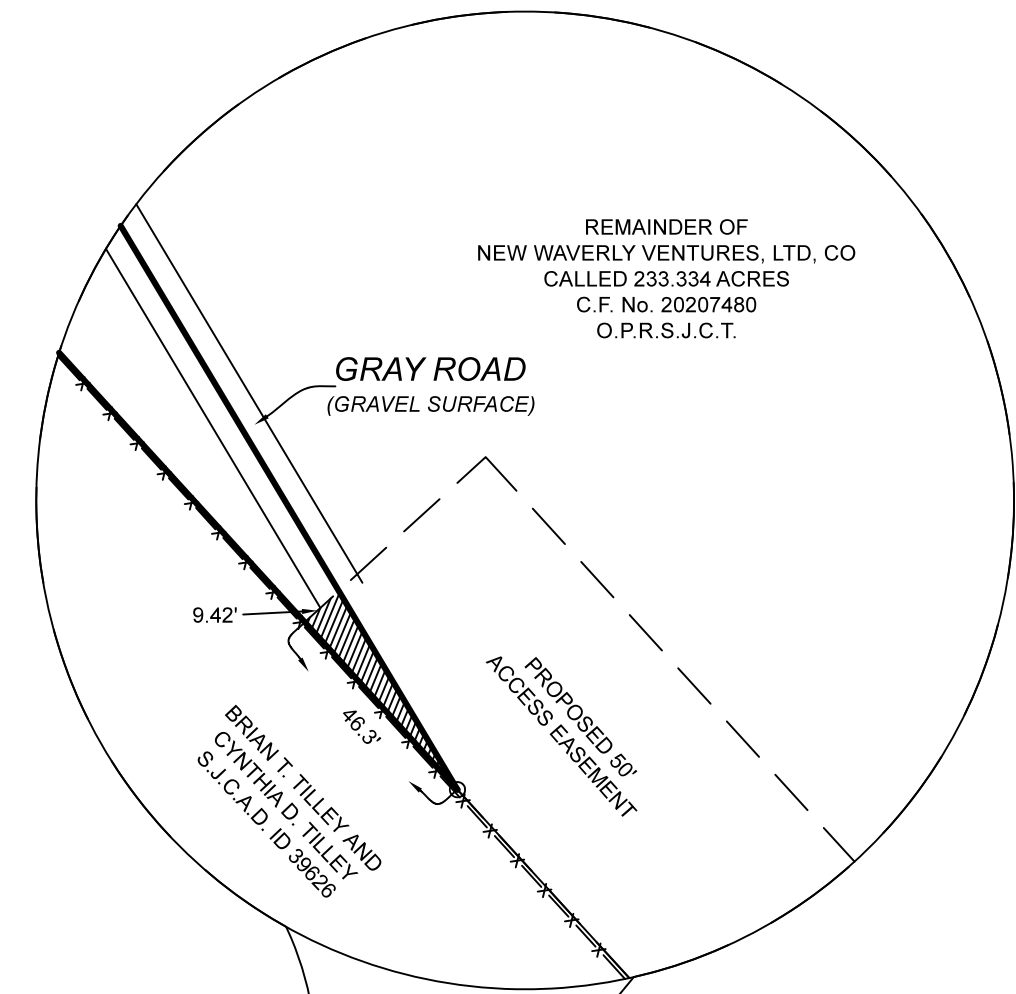 REMAINDER OF
NEW WAVERLY VENTURES, LTD, CO
CALLED 233.334 ACRES
C.F. No. 20207480
O.P.R.S.J.C.T.
GRAY ROAD
(GRAVEL SURFACE)
9.42'
46.3'
PROPOSED 50'
ACCESS EASEMENT
BRIAN T. TILLEY AND
CYNTHIA D. TILLEY
S.J.C.A.D. ID 39626